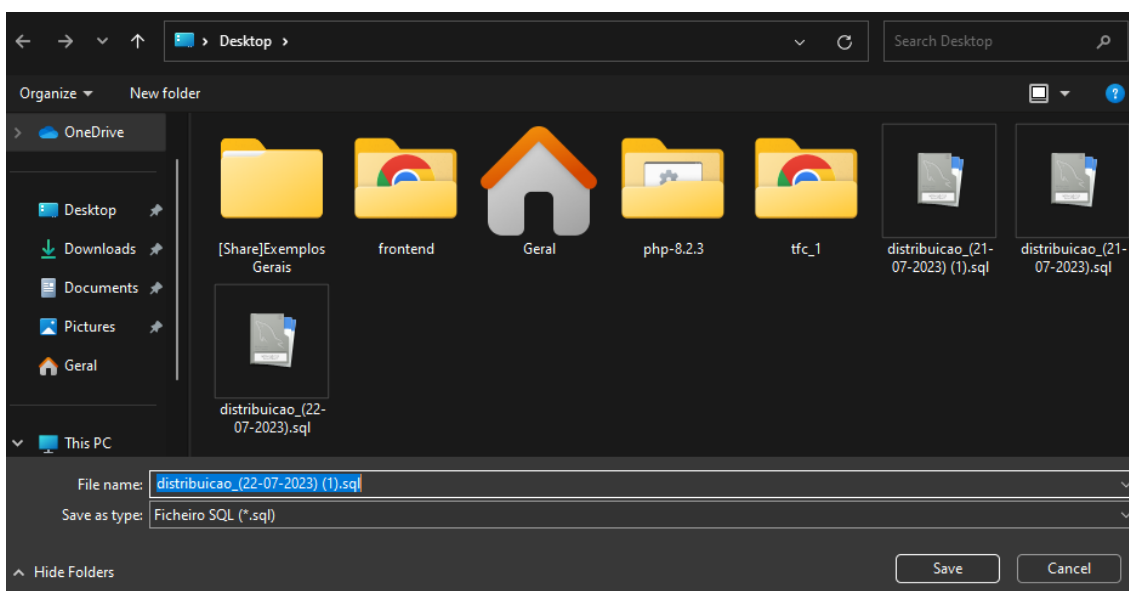 Desktop
Search Desktop
Organize
New folder
OneDrive
Desktop
Downloads
Documents
Pictures
Geral
This PC
[Share]Exemplos
Gerais
frontend
Geral
php-8.2.3
tfc_1
distribuicao_(21-
07-2023) (1).sql
distribuicao_(21-
07-2023).sql
distribuicao_(22-
07-2023).sql
File name: distribuicao_(22-07-2023) (1).sql
Save as type: Ficheiro SQL (*.sql)
Hide Folders
Save
Cancel